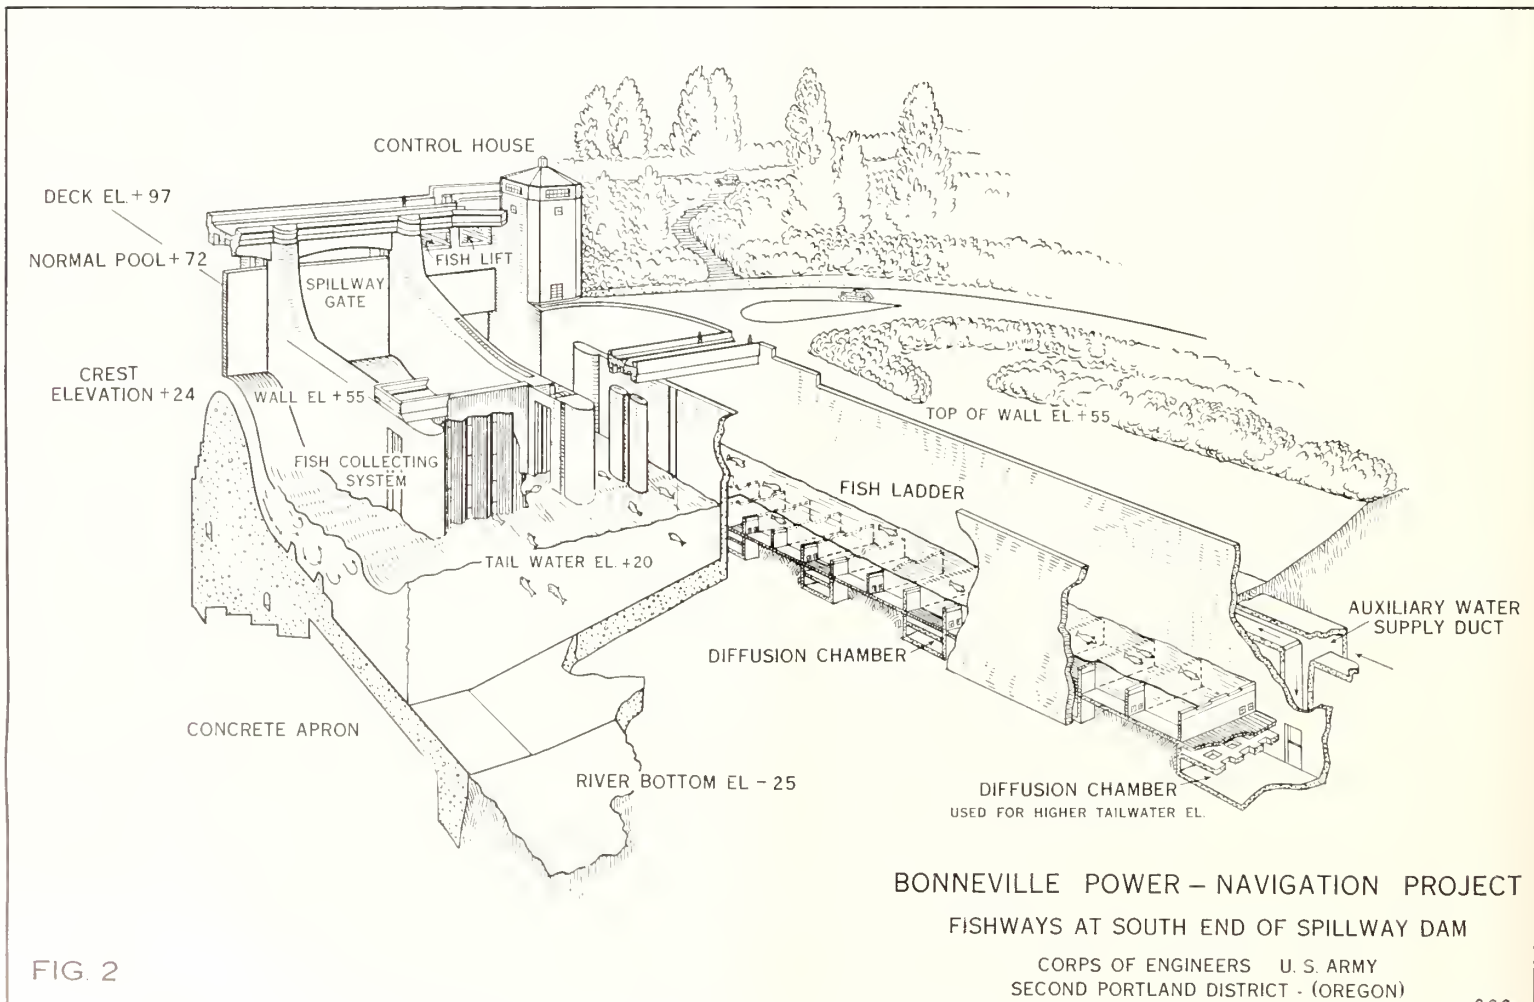 CONTROL HOUSE
DECK EL. + 97
NORMAL POOL + 72
FISH LIFT
SPILLWAY
GATE
CREST
ELEVATION +24
WALL EL +55
TOP OF WALL EL. +55
FISH COLLECTING
SYSTEM
FISH LADDER
TAIL WATER EL. +20
AUXILIARY WATER
SUPPLY DUCT
DIFFUSION CHAMBER
CONCRETE APRON
RIVER BOTTOM EL - 25
DIFFUSION CHAMBER
USED FOR HIGHER TAILWATER EL.
BONNEVILLE POWER – NAVIGATION PROJECT
FISHWAYS AT SOUTH END OF SPILLWAY DAM
CORPS OF ENGINEERS U. S. ARMY
SECOND PORTLAND DISTRICT - (OREGON)
FIG. 2